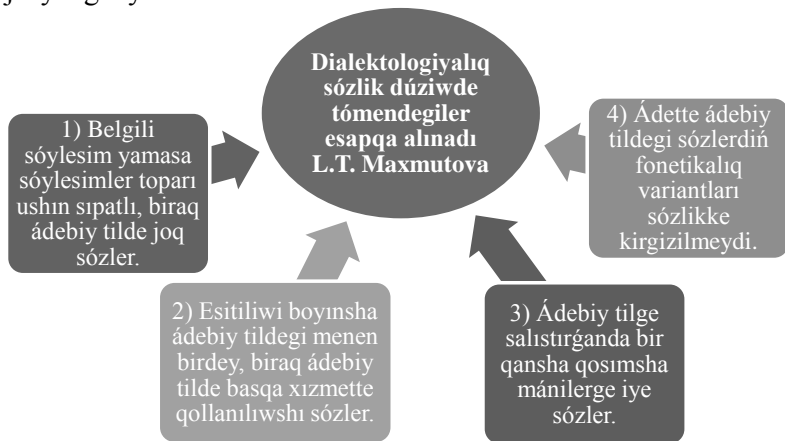 Dialektologiyalıq
sózlik dúziwde
tómendegiler
esapqa alınadı
L.T. Maxmutova
1) Belgili
sóylesim yamasa
sóylesimler toparı
ushın sıpatlı, biraq
ádebiy tilde joq
sózler.
2) Esitiliwi boyınsha
ádebiy tildegi menen
birdey, biraq ádebiy
tilde basqa xızmette
qollanılıwshı sózler.
3) Ádebiy tilge
salıstırǵanda bir
qansha qosımsha
mánilerge iye
sózler.
4) Ádette ádebiy
tildegi sózlerdiń
fonetikalıq
variantları
sózlikke
kirgizilmeydi.